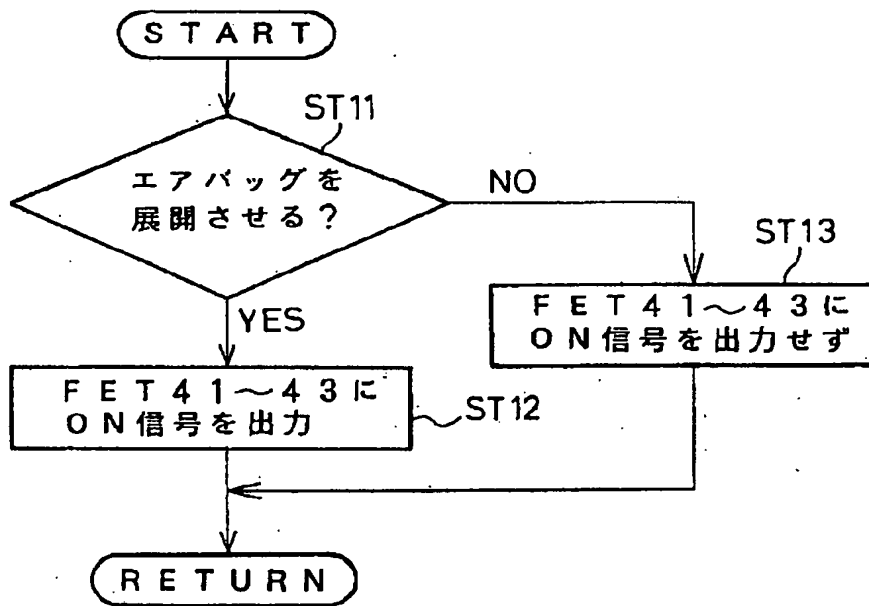 START
ST11
エアバッグを
展開させる?
NO
ST13
YES
FET41~43に
ON信号を出力せず
FET41~43に
ON信号を出力
ST12
RETURN